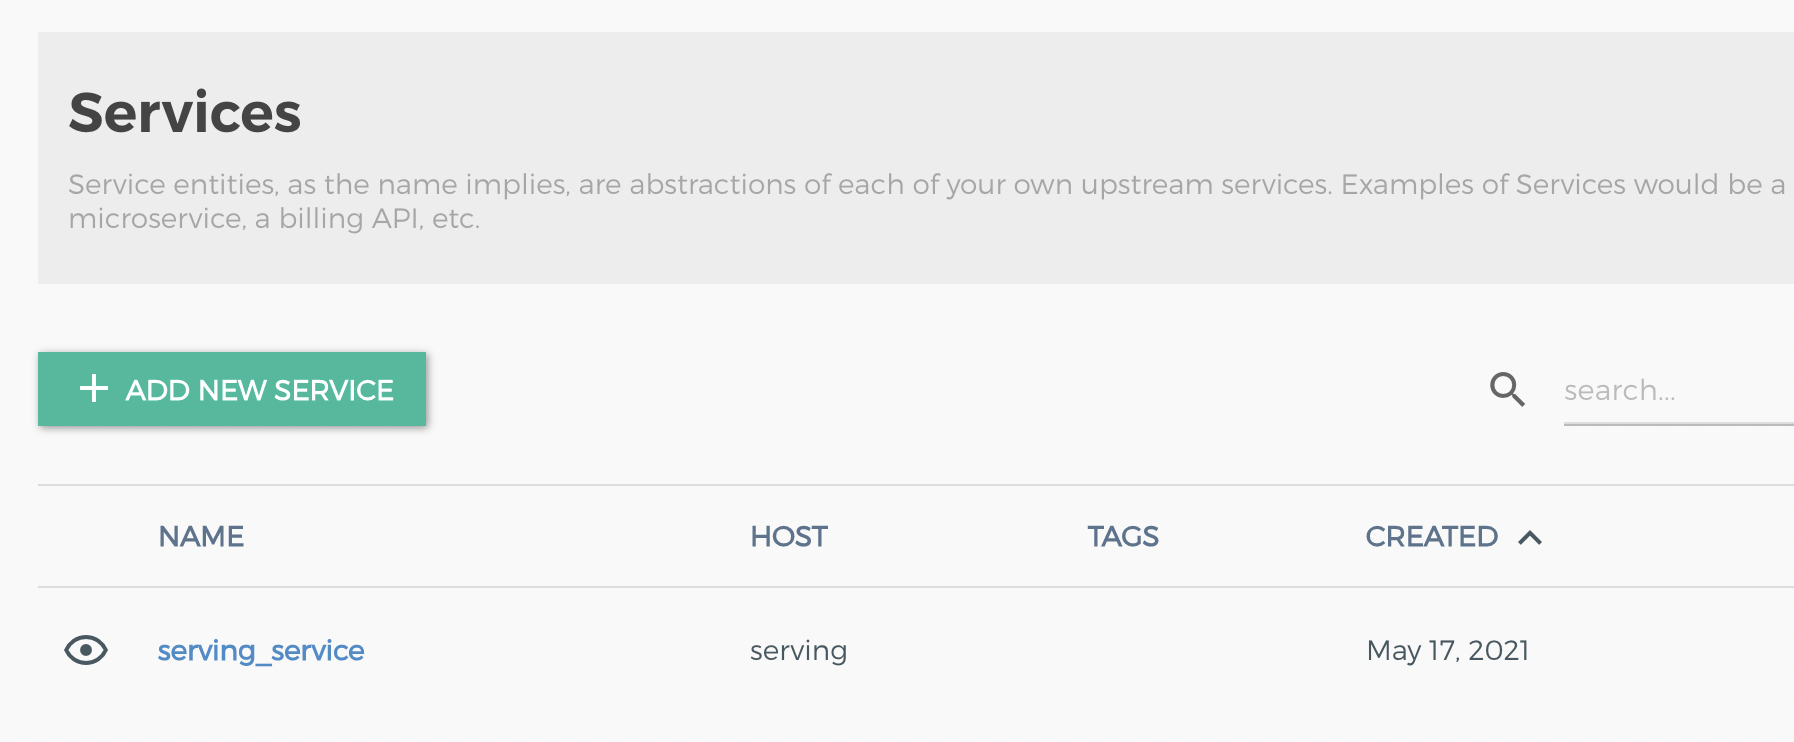 Services
Service entities, as the name implies, are abstractions of each of your own upstream services. Examples of Services would be a
microservice, a billing API, etc.
ADD NEW SERVICE
search...
NAME HOST TAGS CREATED
serving_service serving May 17, 2021